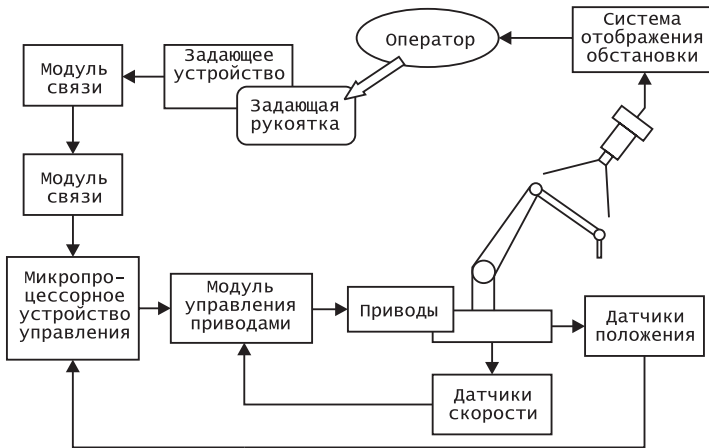 Система
отображения
обстановки
Оператор
Задающее
устройство
Задающая
рукоятка
Модуль
связи
Модуль
связи
Микропро-
цессорное
устройство
управления
Модуль
управления
приводами
Приводы
Датчики
положения
Датчики
скорости